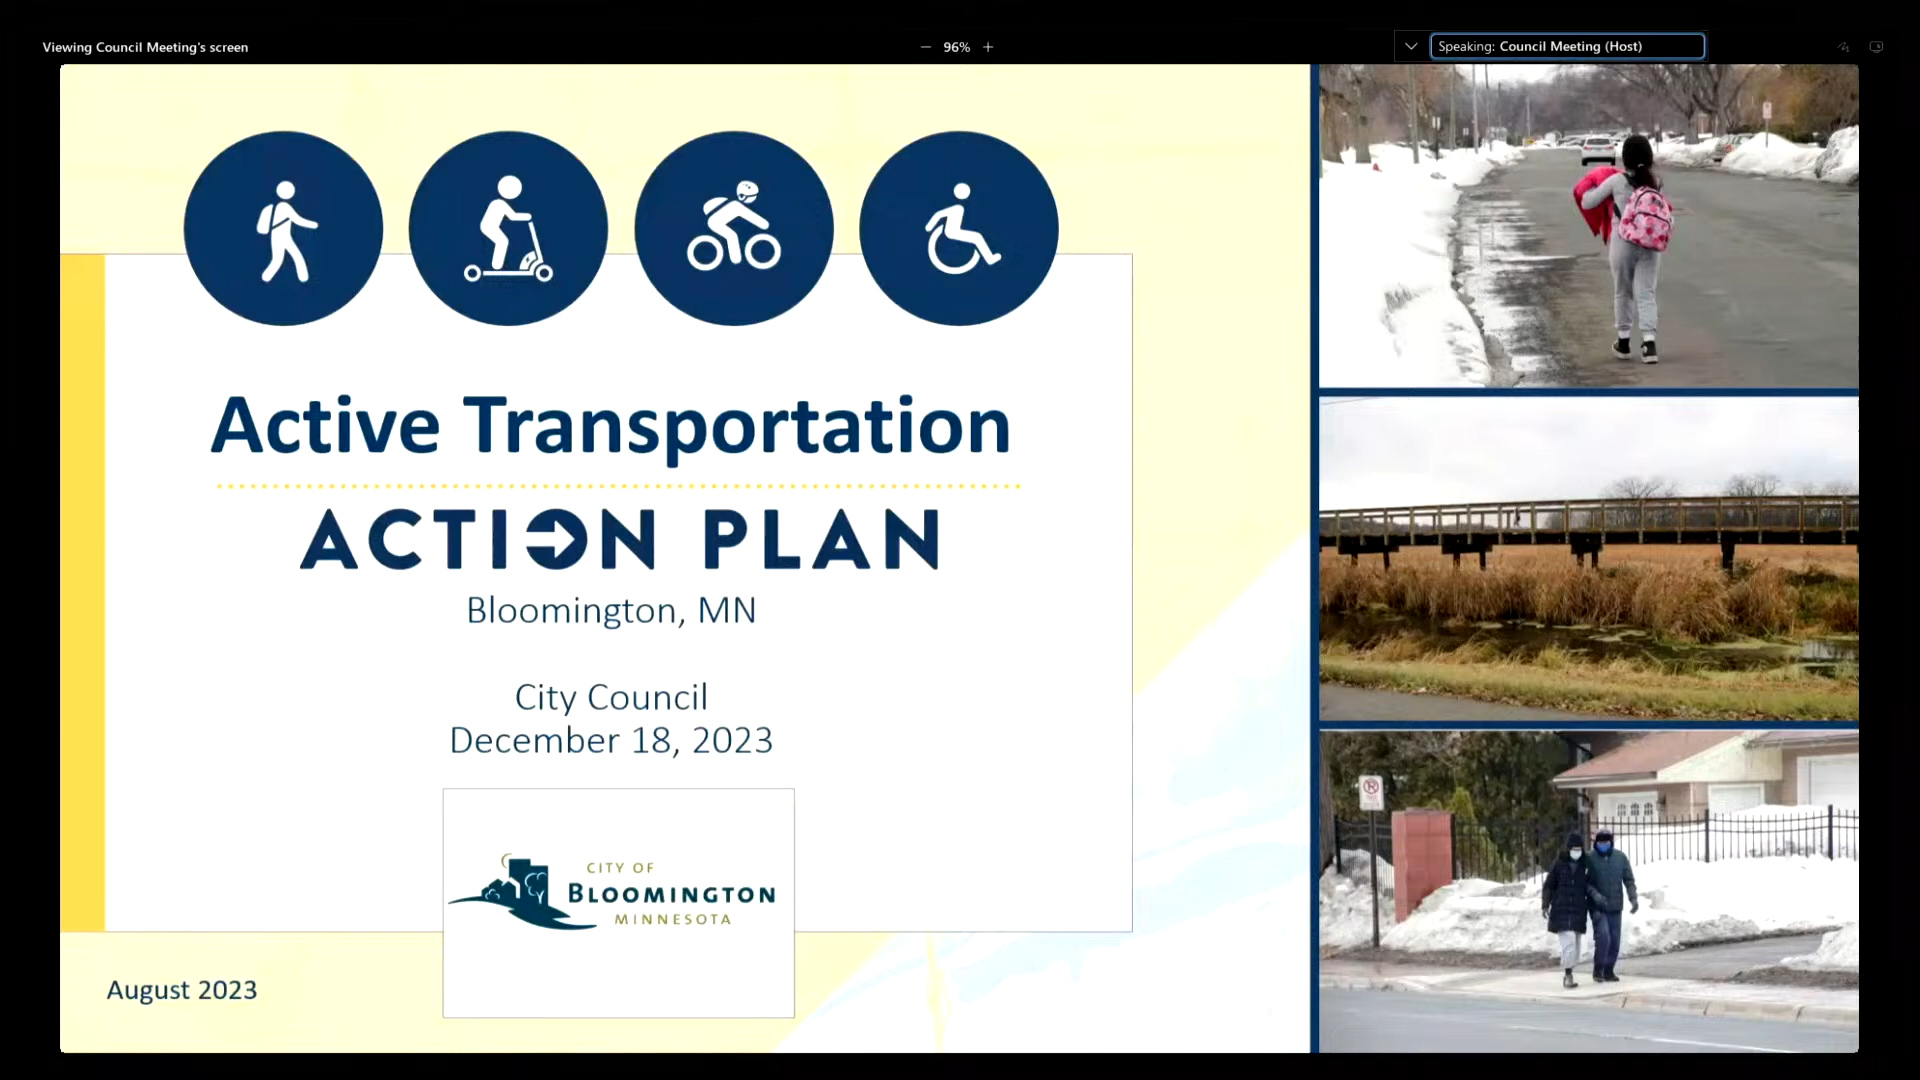 Viewing Council Meeting's screen
96%
Speaking: Council Meeting (Host)
Active Transportation
ACTION PLAN
Bloomington, MN
City Council
December 18, 2023
CITY OF
BLOOMINGTON
MINNESOTA
August 2023